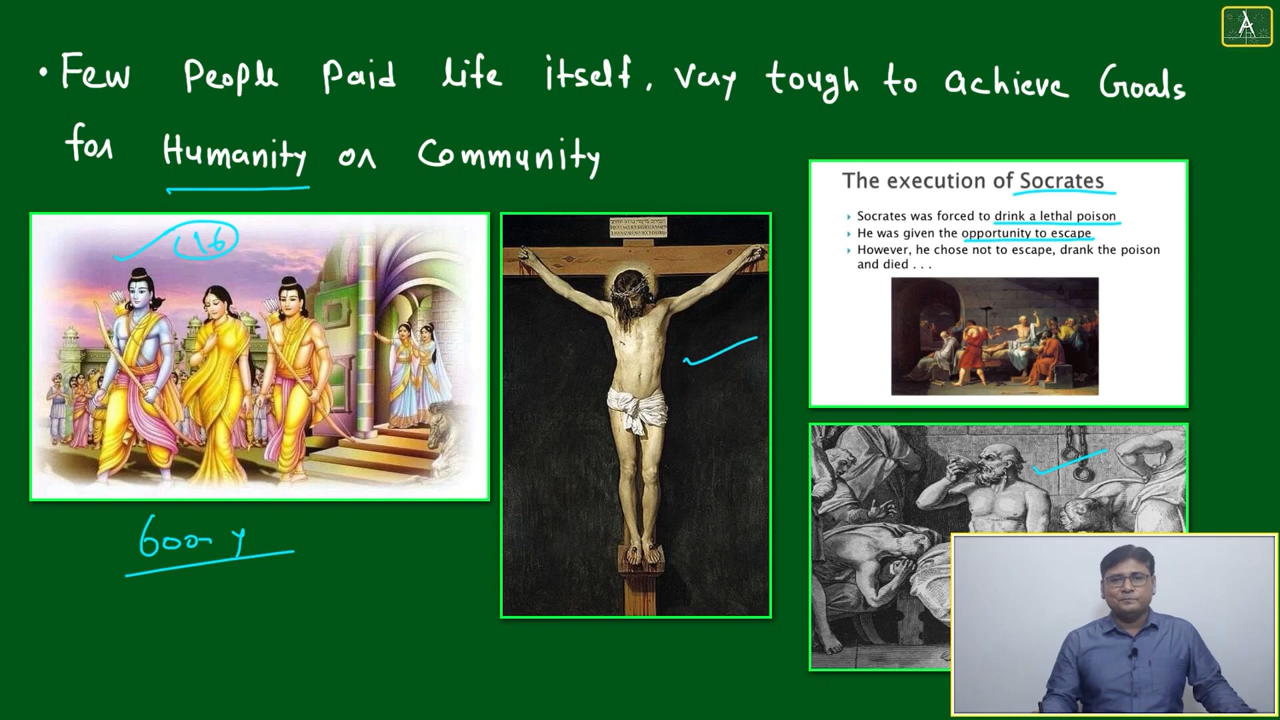 • Few People Paid life itself. Very tough to achieve Goals
for Humanity or Community
The execution of Socrates
Socrates was forced to drink a lethal poison
He was given the opportunity to escape
However, he chose not to escape, drank the poison
and died . . .
16
600 y